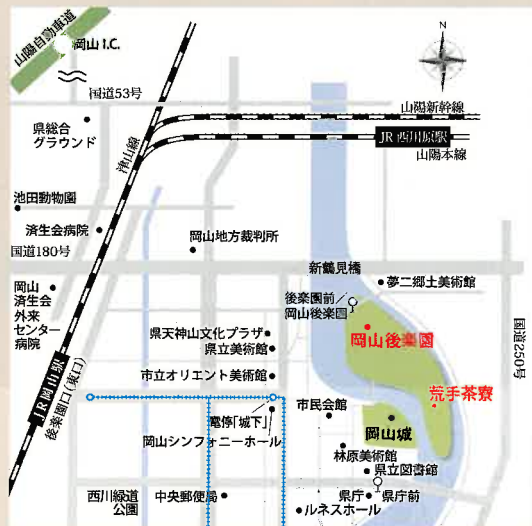 山陽自動車道
岡山 I.C.
N
国道53号
山陽新幹線
県総合
グラウンド
津山線
JR 西川原駅
山陽本線
池田動物園
済生会病院
岡山地方裁判所
国道180号
新鶴見橋
夢二郷土美術館
岡山
済生会
外来
センター
病院
後楽園前/
岡山後楽園
国道250号
県天神山文化プラザ
岡山後楽園
県立美術館
JR 岡山駅
後楽園口(東口)
市立オリエント美術館
荒手茶寮
電停「城下」
市民会館
岡山城
岡山シンフォニーホール
林原美術館
県立図書館
西川緑道
公園
中央郵便局
県庁
県庁前
ルネスホール